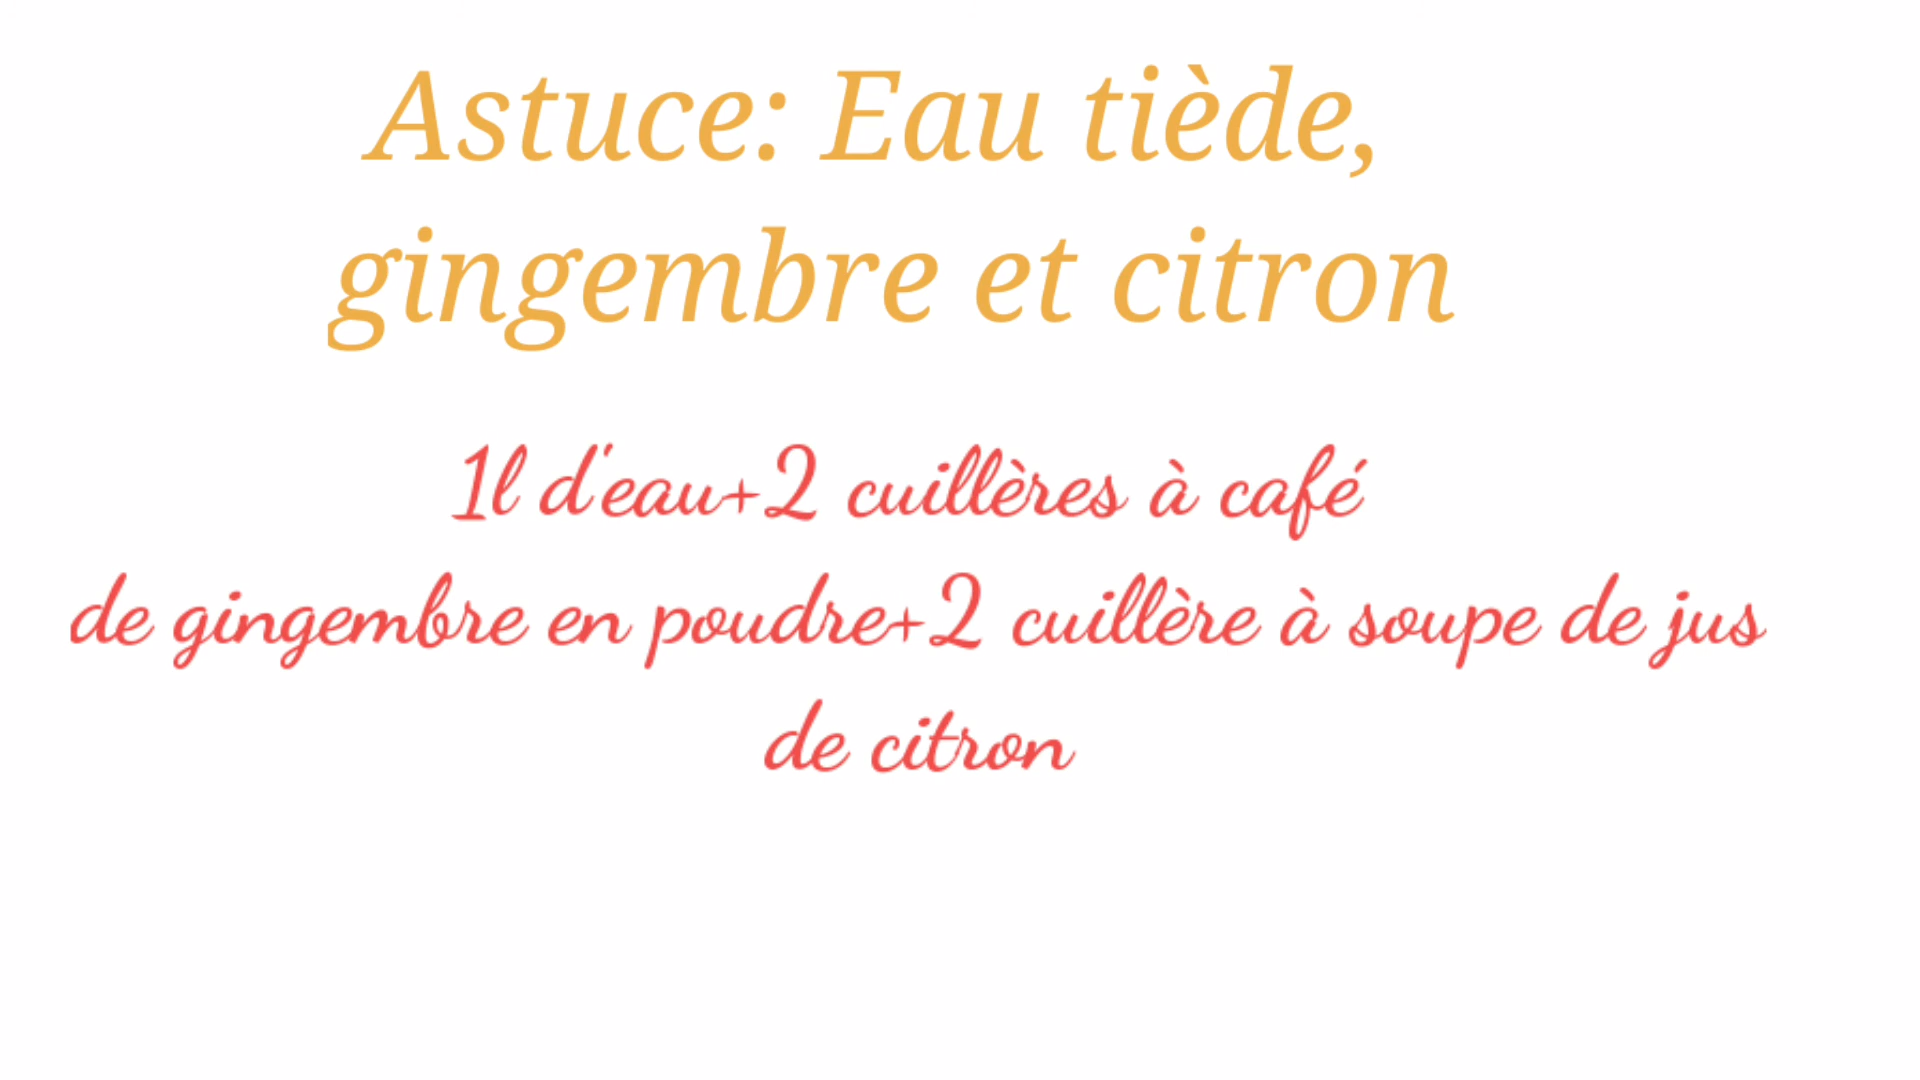 Astuce: Eau tiède,
gingembre et citron
1l d'eau+2 cuillères à café
de gingembre en poudre+2 cuillère à soupe de jus
de citron